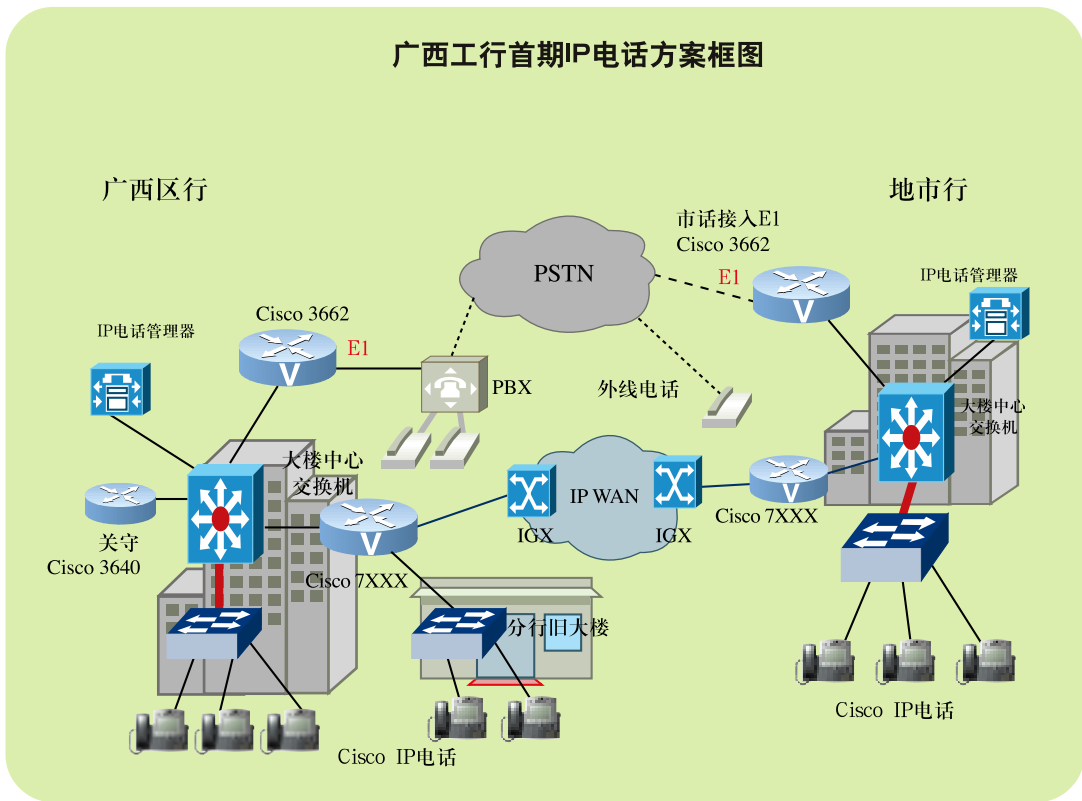 广西工行首期IP电话方案框图
广西区行
地市行
市话接入E1
Cisco 3662
PSTN
E1
IP电话管理器
Cisco 3662
IP电话管理器
E1
PBX
外线电话
大楼中心
交换机
大楼中心
交换机
IP WAN
IGX
IGX
Cisco 7XXX
关守
Cisco 3640
Cisco 7XXX
分行旧大楼
Cisco IP电话
Cisco IP电话
V
V
V
V